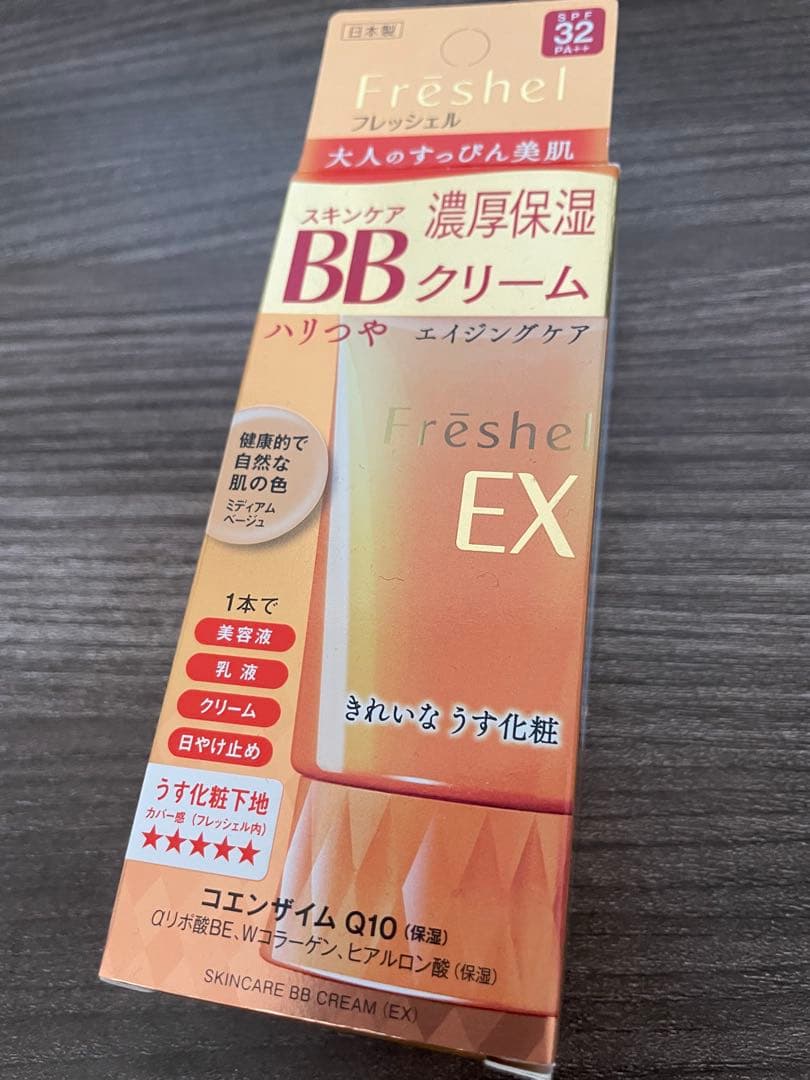 日本製
SPF
32
PA++
Frēshel
フレッシェル
大人のすっぴん美肌
スキンケア 濃厚保湿
BBクリーム
ハリつや エイジングケア
Frēshel
EX
健康的で
自然な
肌の色
ミディアム
ベージュ
1本で
美容液
乳液
クリーム
日やけ止め
きれいな うす化粧
うす化粧下地
カバー感(フレッシェル内)
★★★★★
コエンザイム Q10(保湿)
αリポ酸BE、Wコラーゲン、ヒアルロン酸(保湿)
SKINCARE BB CREAM (EX)